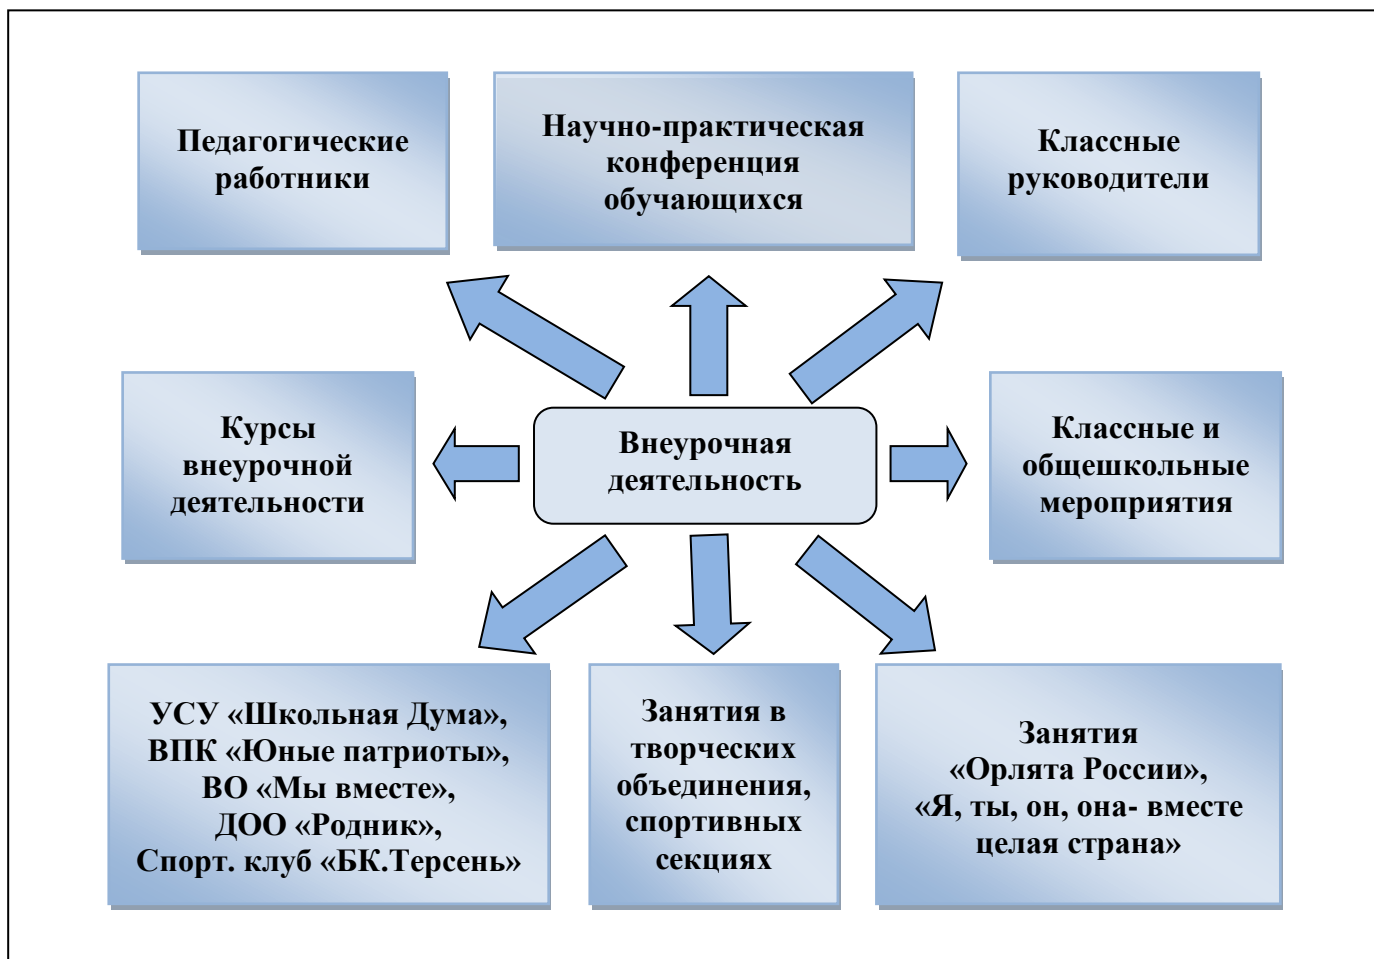 Педагогические
работники
Научно-практическая
конференция
обучающихся
Классные
руководители
Курсы
внеурочной
деятельности
Внеурочная
деятельность
Классные и
общешкольные
мероприятия
УСУ «Школьная Дума»,
ВПК «Юные патриоты»,
ВО «Мы вместе»,
ДОО «Родник»,
Спорт. клуб «БК.Терсень»
Занятия в
творческих
объединения,
спортивных
секциях
Занятия
«Орлята России»,
«Я, ты, он, она- вместе
целая страна»